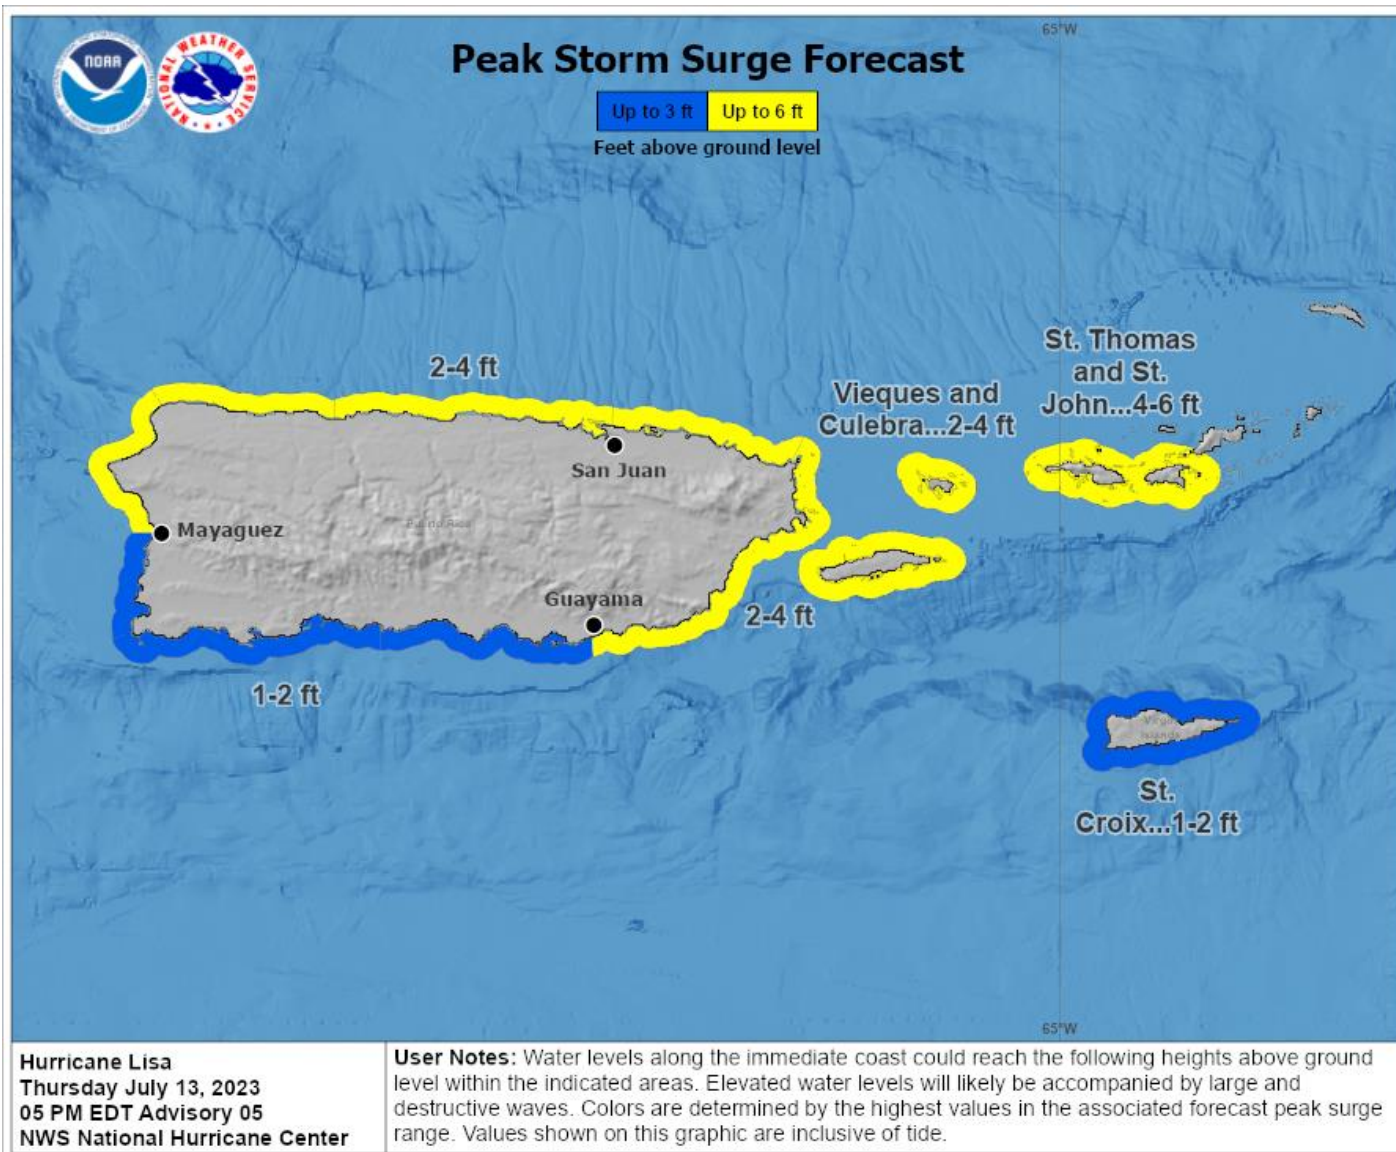 65°W
NOAA
NATIONAL WEATHER SERVICE
Peak Storm Surge Forecast
Up to 3 ft Up to 6 ft
Feet above ground level
St. Thomas
and St.
John...4-6 ft
2-4 ft
Vieques and
Culebra...2-4 ft
San Juan
Mayaguez
Puerto Rico
Guayama
2-4 ft
1-2 ft
Virgin
Islands
St.
Croix...1-2 ft
65°W
Hurricane Lisa
Thursday July 13, 2023
05 PM EDT Advisory 05
NWS National Hurricane Center
User Notes: Water levels along the immediate coast could reach the following heights above ground
level within the indicated areas. Elevated water levels will likely be accompanied by large and
destructive waves. Colors are determined by the highest values in the associated forecast peak surge
range. Values shown on this graphic are inclusive of tide.